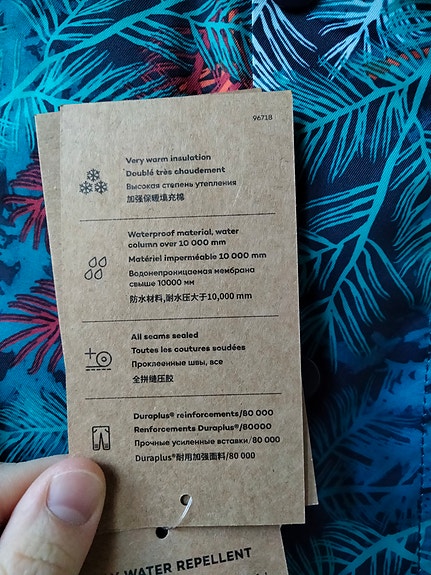 96718
Very warm insulation
Doublé très chaudement
Высокая степень утепления
加强保暖填充棉
Waterproof material, water
column over 10 000 mm
Matériel imperméable 10 000 mm
Водонепроницаемая мембрана
свыше 10000 мм
防水材料,耐水压大于10,000 mm
All seams sealed
Toutes les coutures soudées
Проклеенные швы, все
全拼缝压胶
Duraplus® reinforcements/80 000
Renforcements Duraplus®/80000
Прочные усиленные вставки/ 80 000
Duraplus®耐用加强面料/80 000
WATER REPELLENT